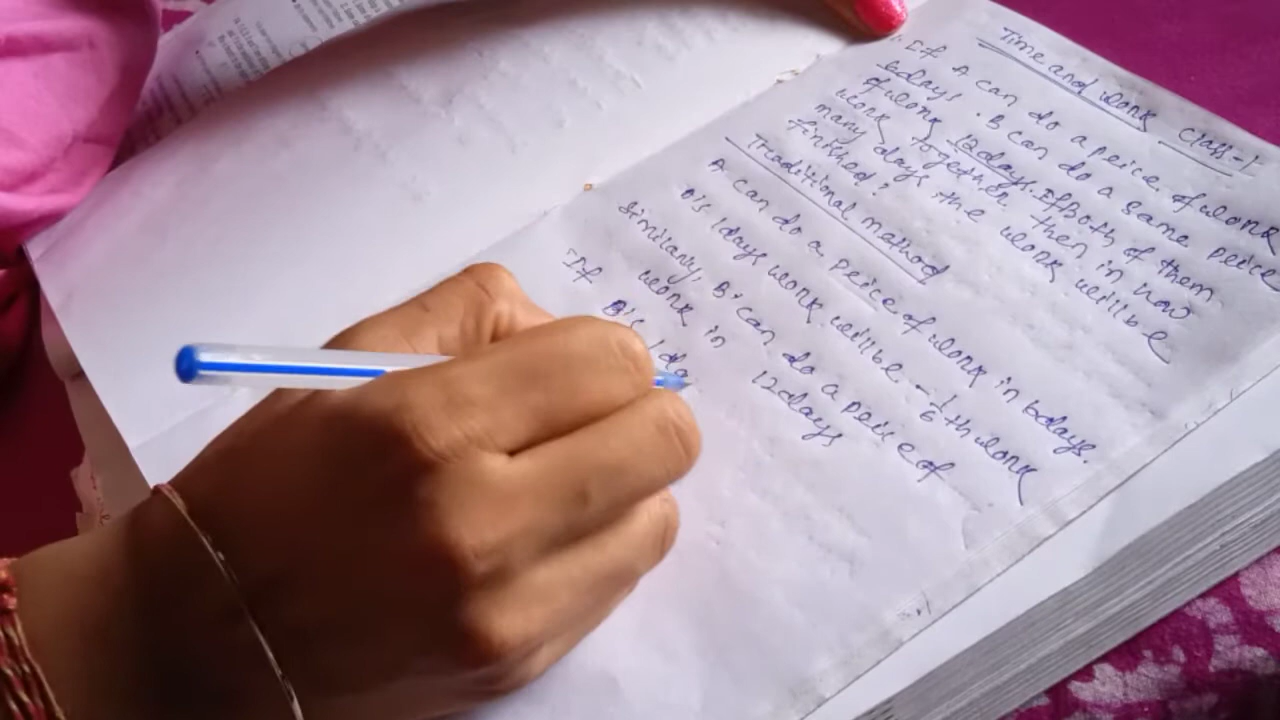 Time and work Class-1
"If A can do a peice of work
6days. B can do a same peice
of work 12days. If Both of them
work together then in how
many days the work will be
finished?
Traditional method
A can do a peice of work in 6days.
A's 1days work will be - 1/6 th work
Similary, B can do a peice of
work in 12days
"If B's 1da